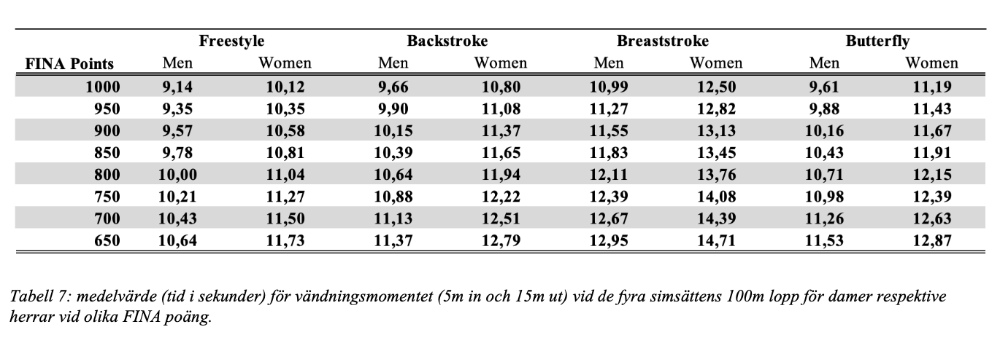 Freestyle Backstroke Breaststroke Butterfly
FINA Points Men Women Men Women Men Women Men Women
1000 9,14 10,12 9,66 10,80 10,99 12,50 9,61 11,19
950 9,35 10,35 9,90 11,08 11,27 12,82 9,88 11,43
900 9,57 10,58 10,15 11,37 11,55 13,13 10,16 11,67
850 9,78 10,81 10,39 11,65 11,83 13,45 10,43 11,91
800 10,00 11,04 10,64 11,94 12,11 13,76 10,71 12,15
750 10,21 11,27 10,88 12,22 12,39 14,08 10,98 12,39
700 10,43 11,50 11,13 12,51 12,67 14,39 11,26 12,63
650 10,64 11,73 11,37 12,79 12,95 14,71 11,53 12,87
Tabell 7: medelvärde (tid i sekunder) för vändningsmomentet (5m in och 15m ut) vid de fyra simsättens 100m lopp för damer respektive
herrar vid olika FINA poäng.